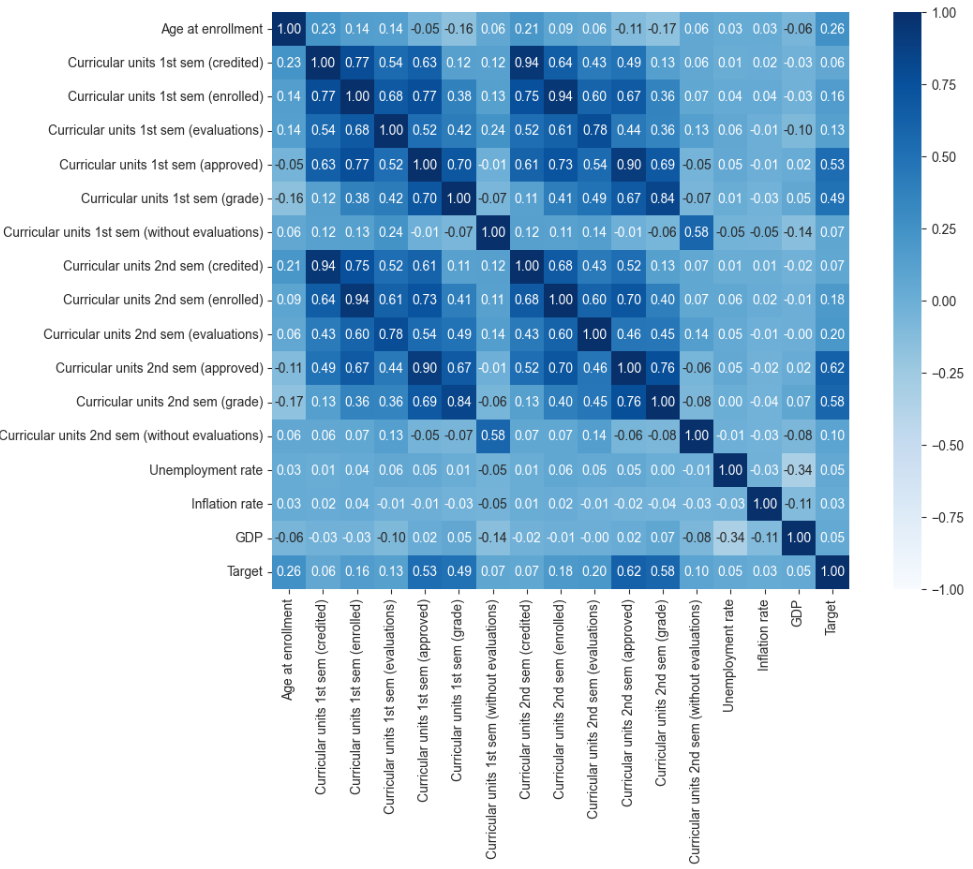 Age at enrollment 1.00 0.23 0.14 0.14 -0.05 -0.16 0.06 0.21 0.09 0.06 -0.11 -0.17 0.06 0.03 0.03 -0.06 0.26
Curricular units 1st sem (credited) 0.23 1.00 0.77 0.54 0.63 0.12 0.12 0.94 0.64 0.43 0.49 0.13 0.06 0.01 0.02 -0.03 0.06
Curricular units 1st sem (enrolled) 0.14 0.77 1.00 0.68 0.77 0.38 0.13 0.75 0.94 0.60 0.67 0.36 0.07 0.04 0.04 -0.03 0.16
Curricular units 1st sem (evaluations) 0.14 0.54 0.68 1.00 0.52 0.42 0.24 0.52 0.61 0.78 0.44 0.36 0.13 0.06 -0.01 -0.10 0.13
Curricular units 1st sem (approved) -0.05 0.63 0.77 0.52 1.00 0.70 -0.01 0.61 0.73 0.54 0.90 0.69 -0.05 0.05 -0.01 0.02 0.53
Curricular units 1st sem (grade) -0.16 0.12 0.38 0.42 0.70 1.00 -0.07 0.11 0.41 0.49 0.67 0.84 -0.07 0.01 -0.03 0.05 0.49
Curricular units 1st sem (without evaluations) 0.06 0.12 0.13 0.24 -0.01 -0.07 1.00 0.12 0.11 0.14 -0.01 -0.06 0.58 -0.05 -0.05 -0.14 0.07
Curricular units 2nd sem (credited) 0.21 0.94 0.75 0.52 0.61 0.11 0.12 1.00 0.68 0.43 0.52 0.13 0.07 0.01 0.01 -0.02 0.07
Curricular units 2nd sem (enrolled) 0.09 0.64 0.94 0.61 0.73 0.41 0.11 0.68 1.00 0.60 0.70 0.40 0.07 0.06 0.02 -0.01 0.18
Curricular units 2nd sem (evaluations) 0.06 0.43 0.60 0.78 0.54 0.49 0.14 0.43 0.60 1.00 0.46 0.45 0.14 0.05 -0.01 -0.00 0.20
Curricular units 2nd sem (approved) -0.11 0.49 0.67 0.44 0.90 0.67 -0.01 0.52 0.70 0.46 1.00 0.76 -0.06 0.05 -0.02 0.02 0.62
Curricular units 2nd sem (grade) -0.17 0.13 0.36 0.36 0.69 0.84 -0.06 0.13 0.40 0.45 0.76 1.00 -0.08 0.00 -0.04 0.07 0.58
Curricular units 2nd sem (without evaluations) 0.06 0.06 0.07 0.13 -0.05 -0.07 0.58 0.07 0.07 0.14 -0.06 -0.08 1.00 -0.01 -0.03 -0.08 0.10
Unemployment rate 0.03 0.01 0.04 0.06 0.05 0.01 -0.05 0.01 0.06 0.05 0.05 0.00 -0.01 1.00 -0.03 -0.34 0.05
Inflation rate 0.03 0.02 0.04 -0.01 -0.01 -0.03 -0.05 0.01 0.02 -0.01 -0.02 -0.04 -0.03 -0.03 1.00 -0.11 0.03
GDP -0.06 -0.03 -0.03 -0.10 0.02 0.05 -0.14 -0.02 -0.01 -0.00 0.02 0.07 -0.08 -0.34 -0.11 1.00 0.05
Target 0.26 0.06 0.16 0.13 0.53 0.49 0.07 0.07 0.18 0.20 0.62 0.58 0.10 0.05 0.03 0.05 1.00
Age at enrollment
Curricular units 1st sem (credited)
Curricular units 1st sem (enrolled)
Curricular units 1st sem (evaluations)
Curricular units 1st sem (approved)
Curricular units 1st sem (grade)
Curricular units 1st sem (without evaluations)
Curricular units 2nd sem (credited)
Curricular units 2nd sem (enrolled)
Curricular units 2nd sem (evaluations)
Curricular units 2nd sem (approved)
Curricular units 2nd sem (grade)
Curricular units 2nd sem (without evaluations)
Unemployment rate
Inflation rate
GDP
Target
1.00
0.75
0.50
0.25
0.00
−0.25
−0.50
−0.75
−1.00